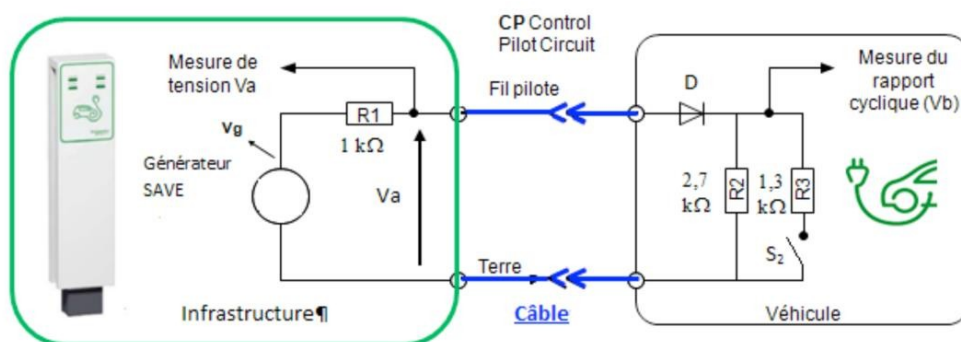 CP Control
Pilot Circuit
Mesure de
tension Va
Fil pilote
D
Mesure du
rapport
cyclique (Vb)
R1
vg
1 kΩ
Générateur
SAVE
Va
2,7
kΩ
R2
1,3
kΩ
R3
S2
Terre
Câble
Infrastructure¶
Véhicule